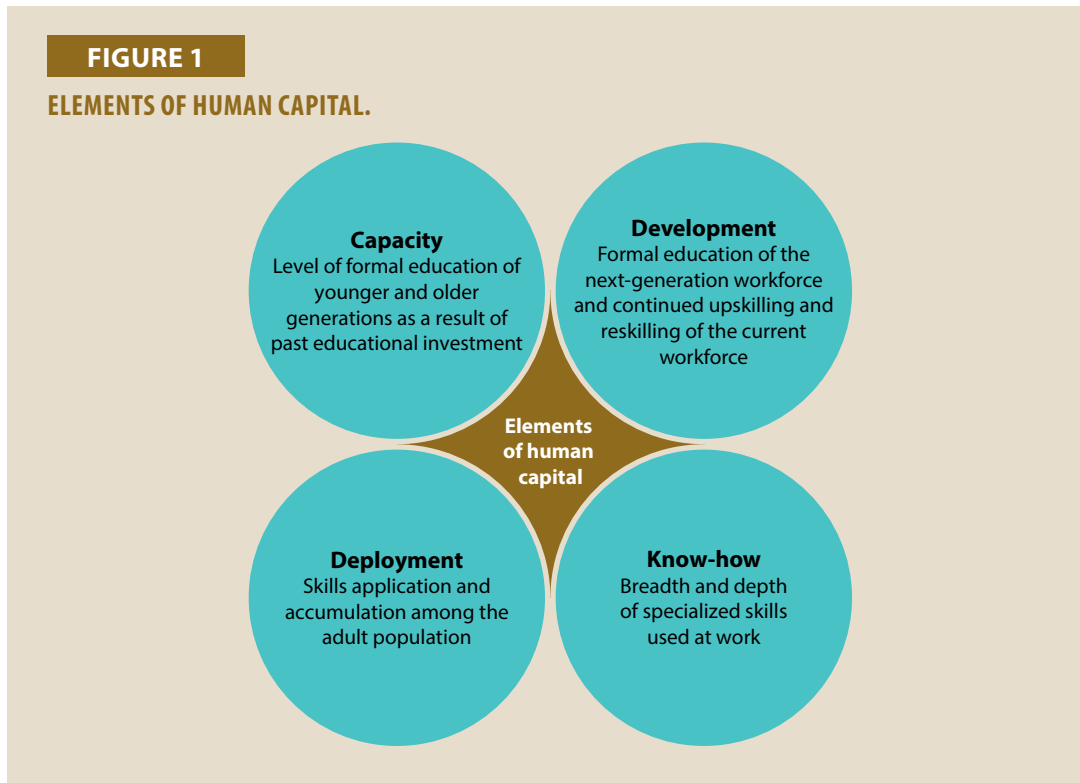 FIGURE 1
ELEMENTS OF HUMAN CAPITAL.
Capacity
Level of formal education of
younger and older
generations as a result of
past educational investment
Development
Formal education of the
next-generation workforce
and continued upskilling and
reskilling of the current
workforce
Elements
of human
capital
Deployment
Skills application and
accumulation among the
adult population
Know-how
Breadth and depth
of specialized skills
used at work